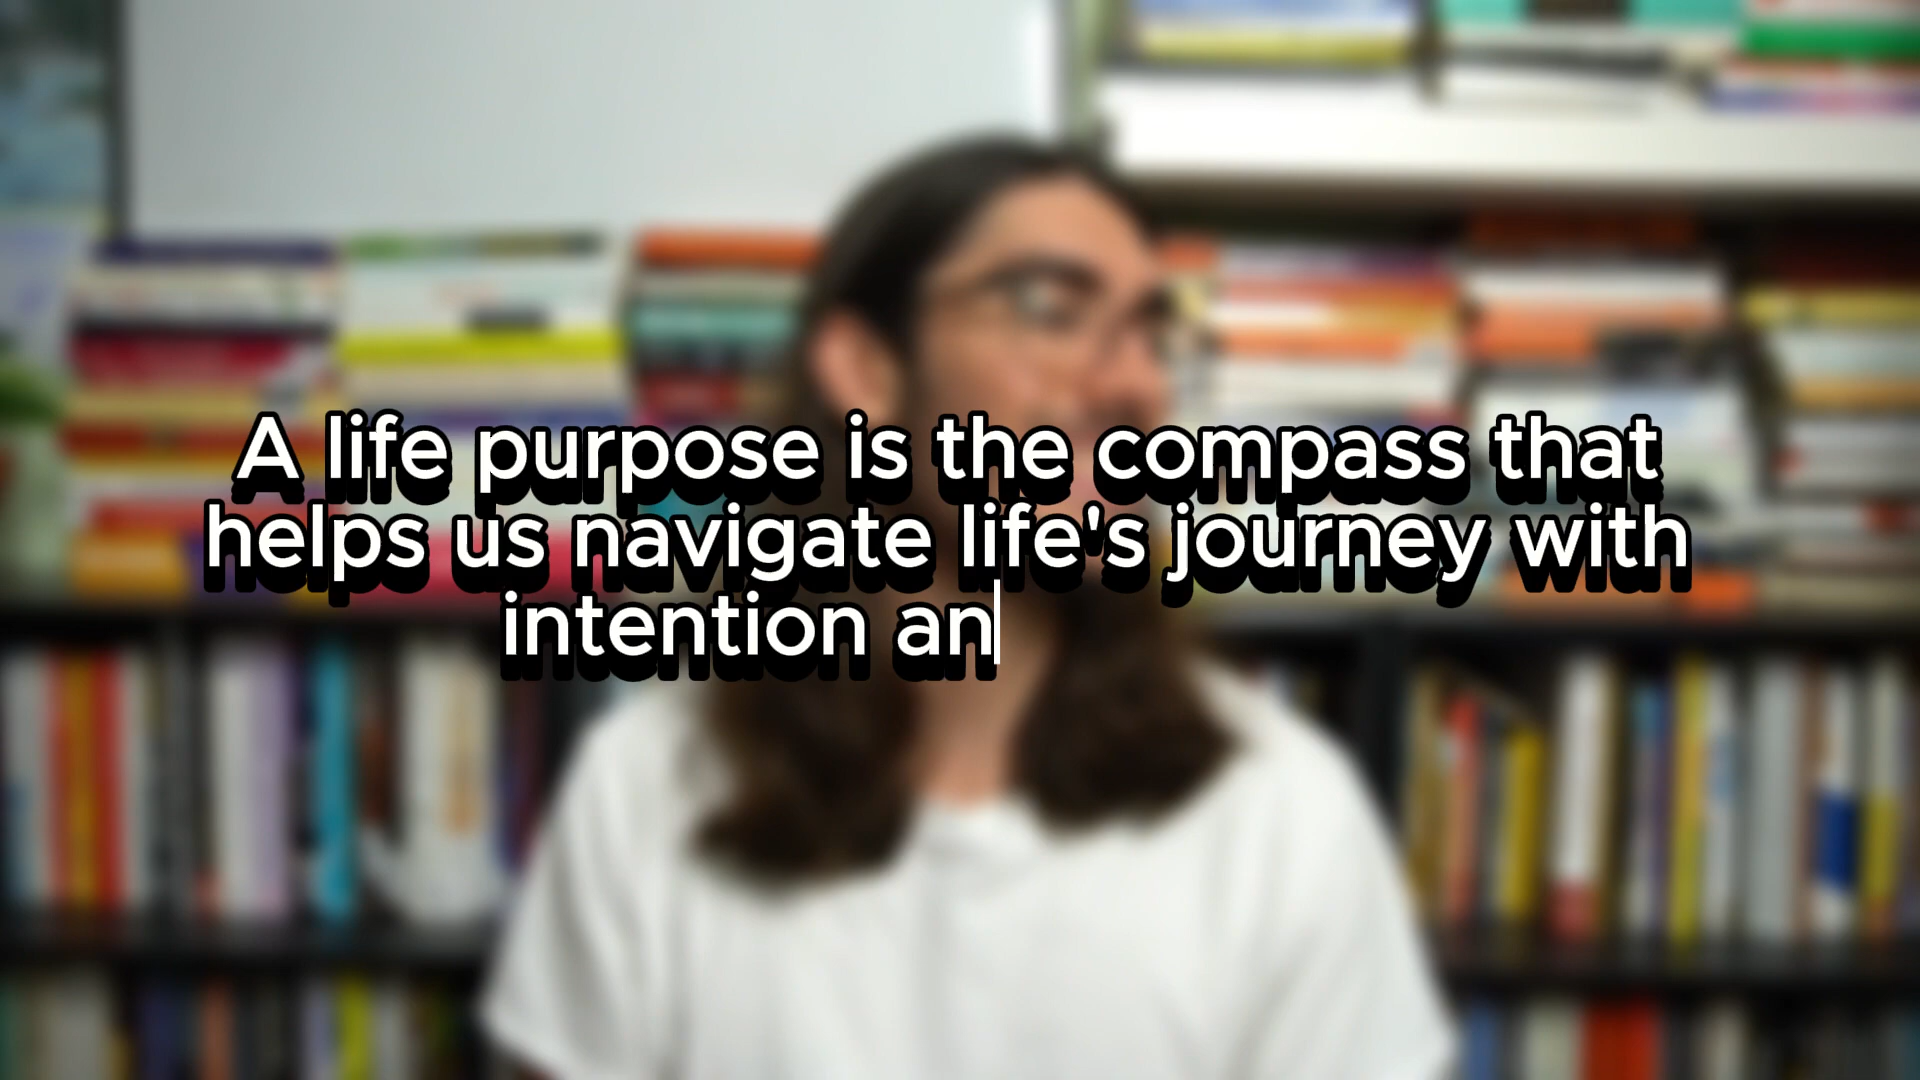 A life purpose is the compass that
helps us navigate life's journey with
intention an